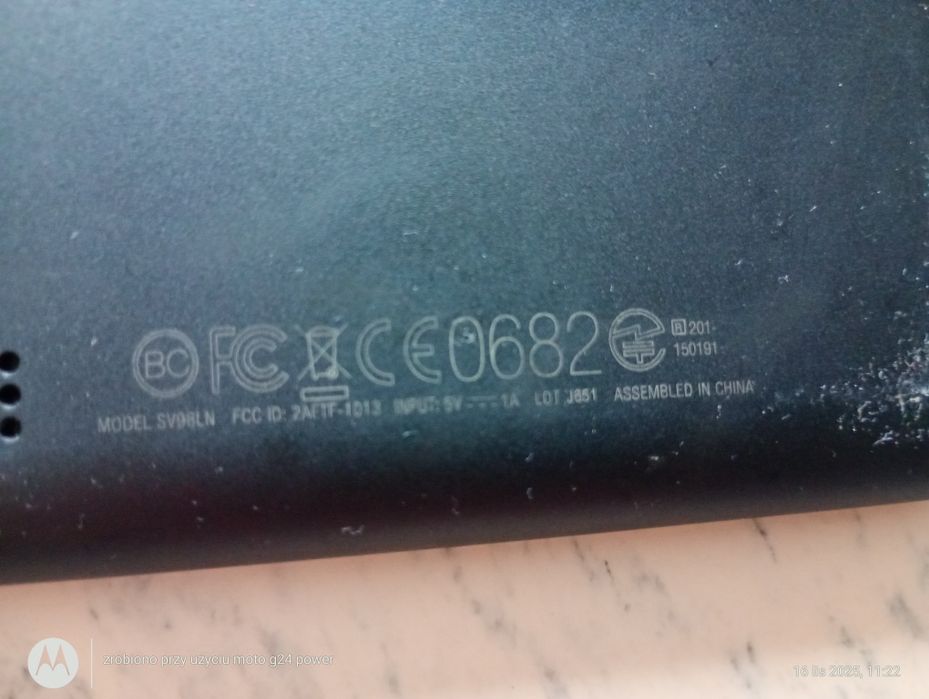 BC FC CE0682 R 201-
150191
MODEL SV98LN FCC ID: 2AETF-1013 INPUT: 5V 1A LOT J651 ASSEMBLED IN CHINA
zrobiono przy użyciu moto g24 power
16 lis 2025, 11:22